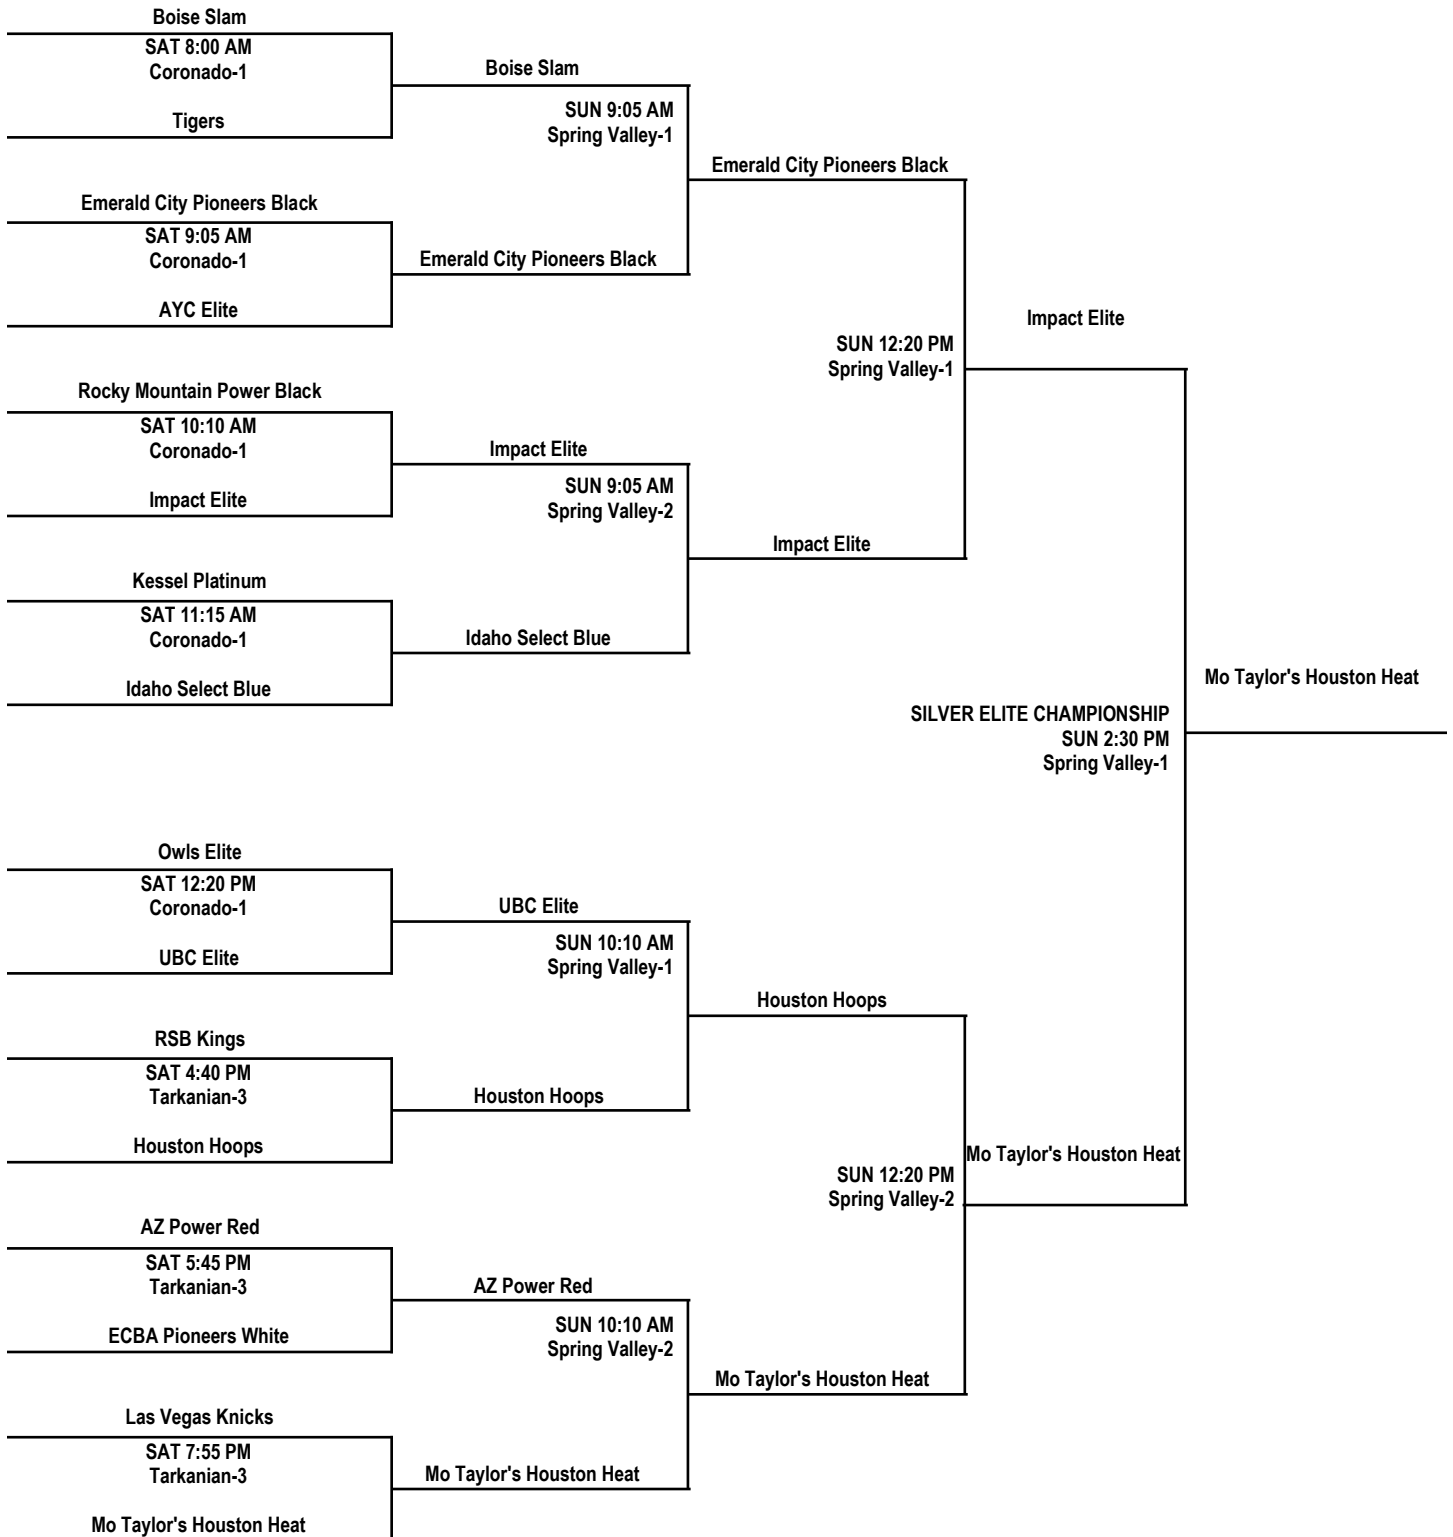 Boise Slam
SAT 8:00 AM
Coronado-1
Tigers
Emerald City Pioneers Black
SAT 9:05 AM
Coronado-1
AYC Elite
Rocky Mountain Power Black
SAT 10:10 AM
Coronado-1
Impact Elite
Kessel Platinum
SAT 11:15 AM
Coronado-1
Idaho Select Blue
Owls Elite
SAT 12:20 PM
Coronado-1
UBC Elite
RSB Kings
SAT 4:40 PM
Tarkanian-3
Houston Hoops
AZ Power Red
SAT 5:45 PM
Tarkanian-3
ECBA Pioneers White
Las Vegas Knicks
SAT 7:55 PM
Tarkanian-3
Mo Taylor's Houston Heat
Boise Slam
SUN 9:05 AM
Spring Valley-1
Emerald City Pioneers Black
Impact Elite
SUN 9:05 AM
Spring Valley-2
Idaho Select Blue
UBC Elite
SUN 10:10 AM
Spring Valley-1
Houston Hoops
AZ Power Red
SUN 10:10 AM
Spring Valley-2
Mo Taylor's Houston Heat
Emerald City Pioneers Black
SUN 12:20 PM
Spring Valley-1
Impact Elite
Houston Hoops
SUN 12:20 PM
Spring Valley-2
Mo Taylor's Houston Heat
Impact Elite
SILVER ELITE CHAMPIONSHIP
SUN 2:30 PM
Spring Valley-1
Mo Taylor's Houston Heat
Mo Taylor's Houston Heat